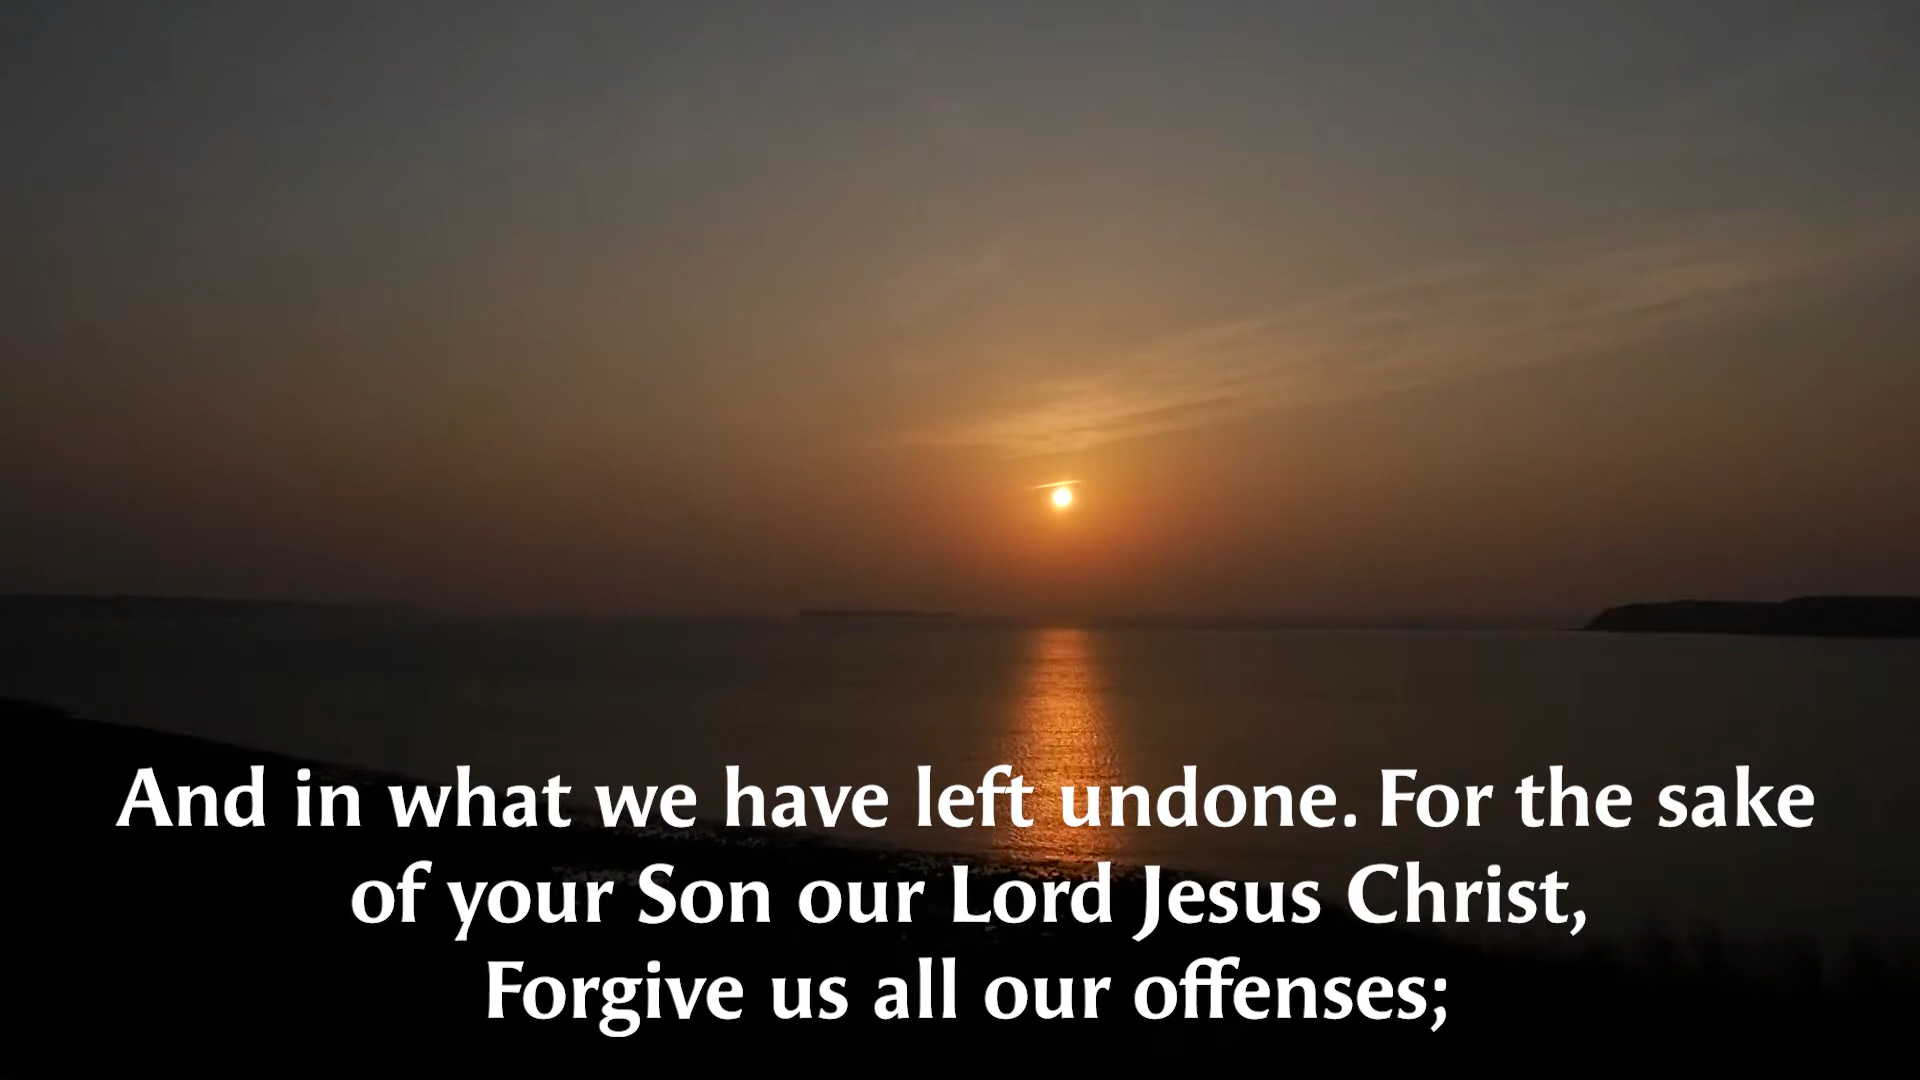 And in what we have left undone. For the sake
of your Son our Lord Jesus Christ,
Forgive us all our offenses;